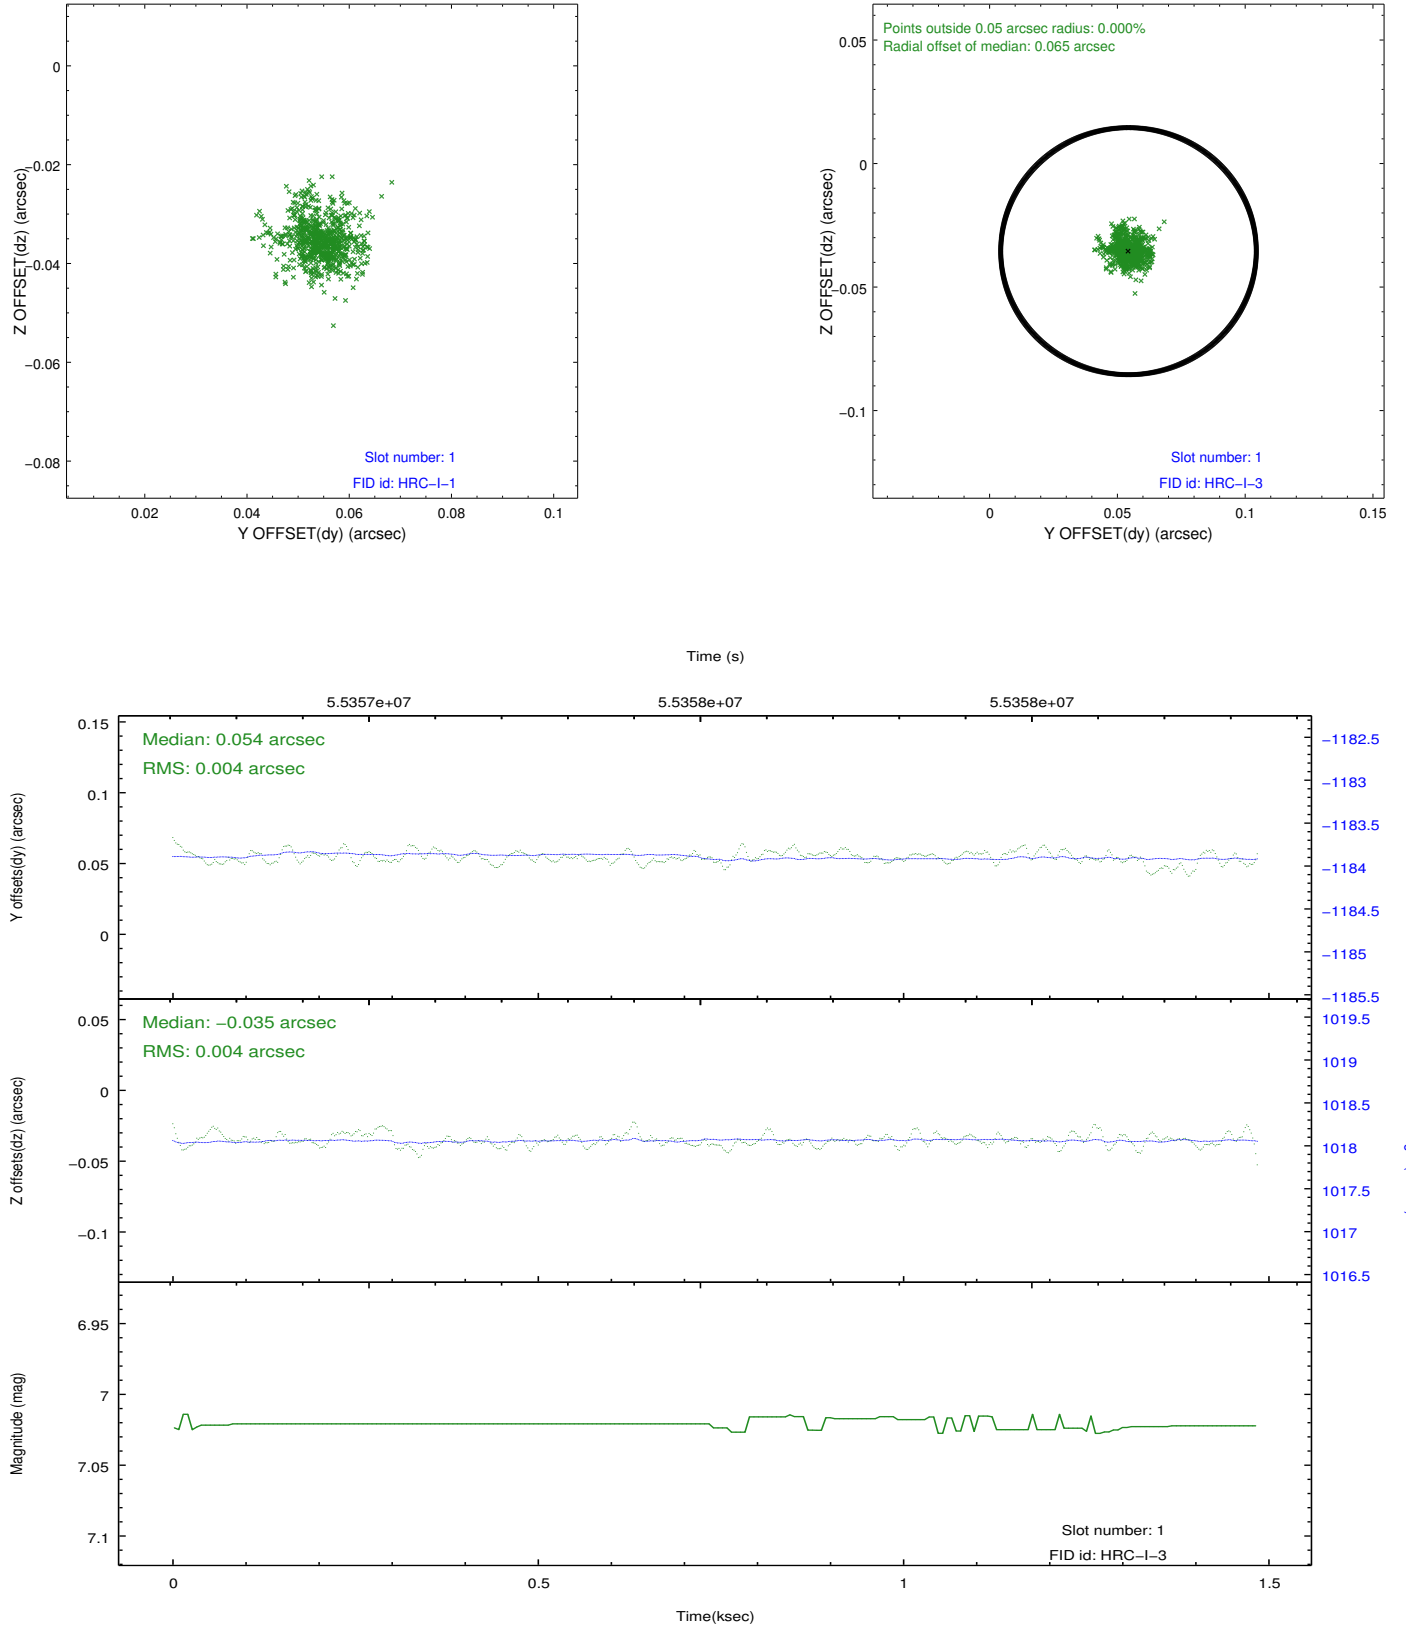 0
−0.02
−0.04
−0.06
−0.08
Z OFFSET(dz) (arcsec)
Slot number: 1
FID id: HRC−I−1
0.02
0.04
0.06
0.08
0.1
Y OFFSET(dy) (arcsec)
Points outside 0.05 arcsec radius: 0.000%
Radial offset of median: 0.065 arcsec
0.05
0
−0.05
−0.1
Z OFFSET(dz) (arcsec)
Slot number: 1
FID id: HRC−I−3
0
0.05
0.1
0.15
Y OFFSET(dy) (arcsec)
Time (s)
5.5357e+07
5.5358e+07
5.5358e+07
Median: 0.054 arcsec
RMS: 0.004 arcsec
0.15
0.1
0.05
0
Y offsets(dy) (arcsec)
−1182.5
−1183
−1183.5
−1184
−1184.5
−1185
−1185.5
Median: −0.035 arcsec
RMS: 0.004 arcsec
0.05
0
−0.05
−0.1
Z offsets(dz) (arcsec)
1019.5
1019
1018.5
1018
1017.5
1017
1016.5
6.95
7
7.05
7.1
Magnitude (mag)
Slot number: 1
FID id: HRC−I−3
0
0.5
1
1.5
Time(ksec)